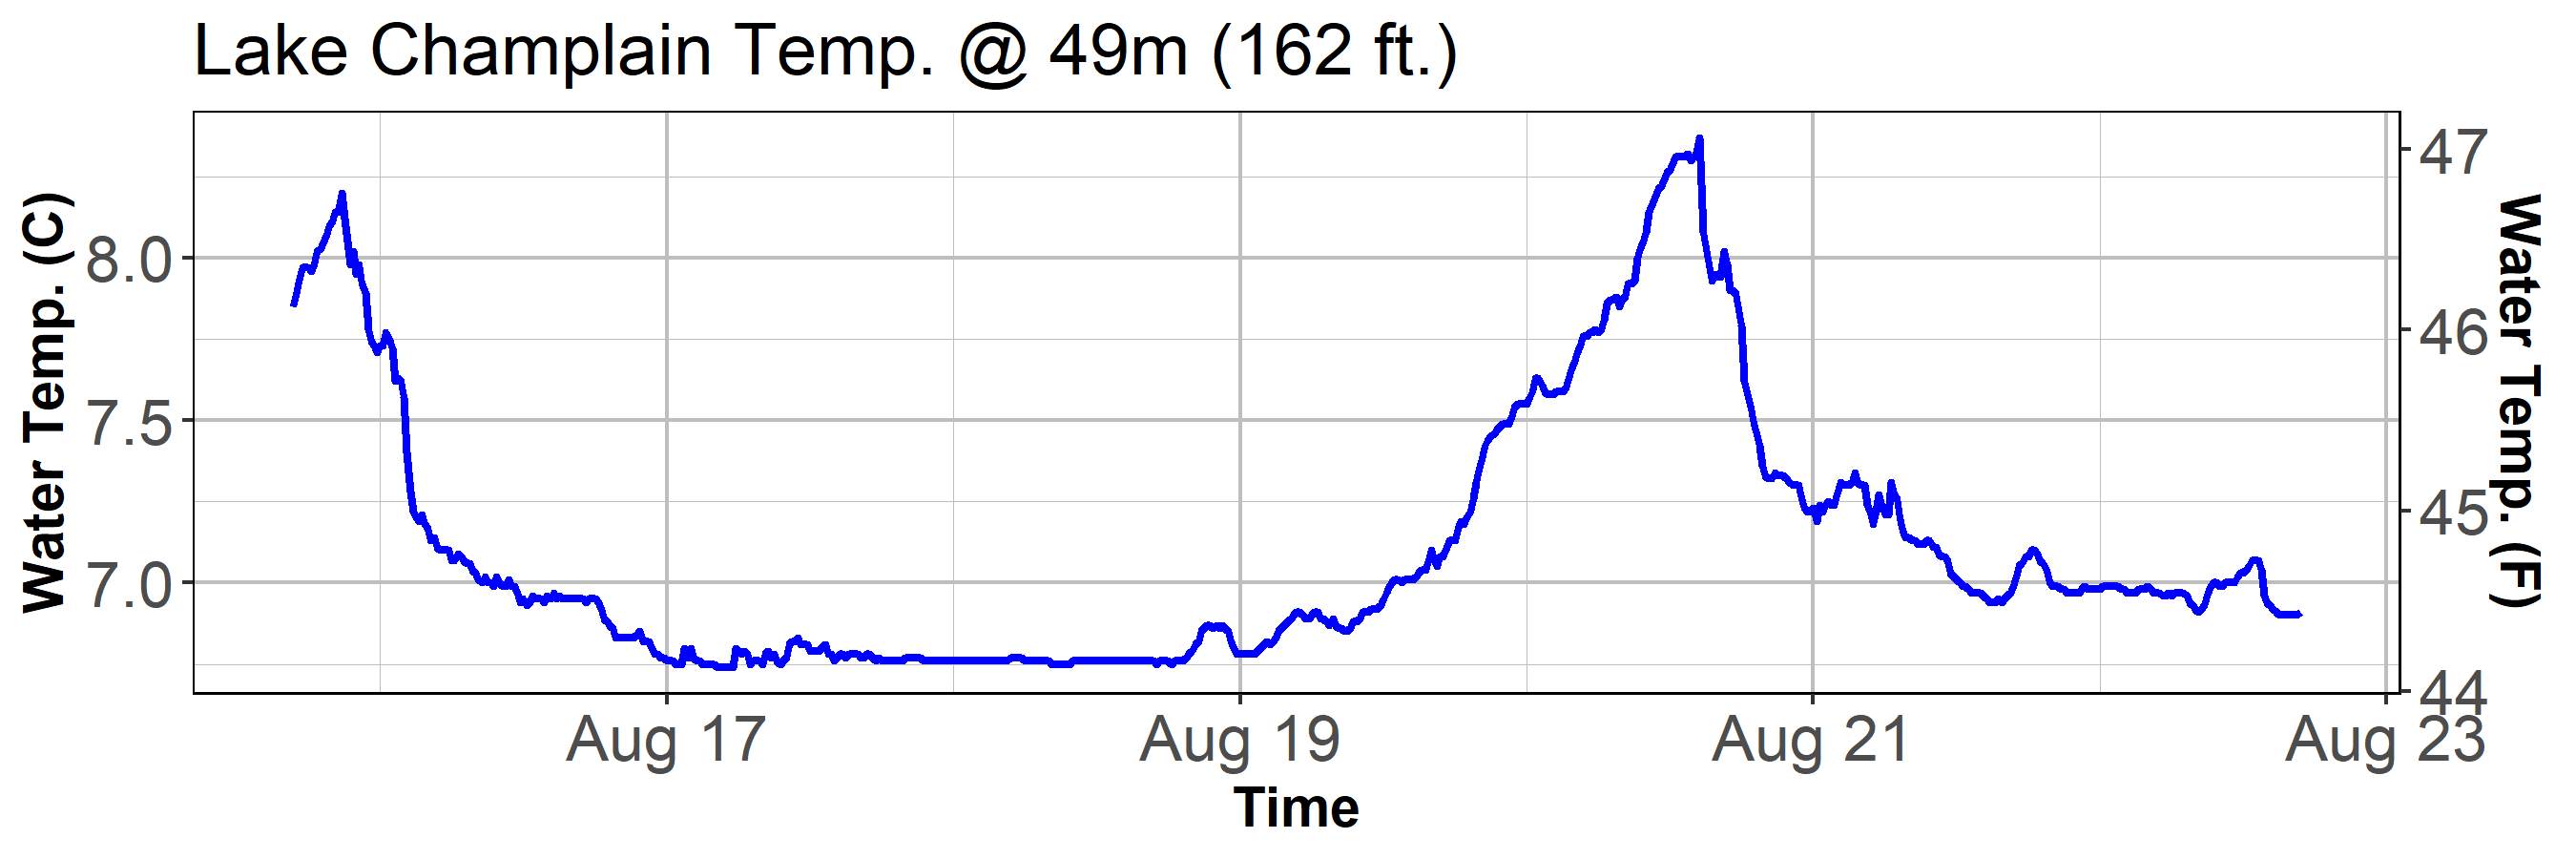 Lake Champlain Temp. @ 49m (162 ft.)
Water Temp. (C)
8.0
7.5
7.0
47
46
45
44
Water Temp. (F)
Aug 17
Aug 19
Aug 21
Aug 23
Time